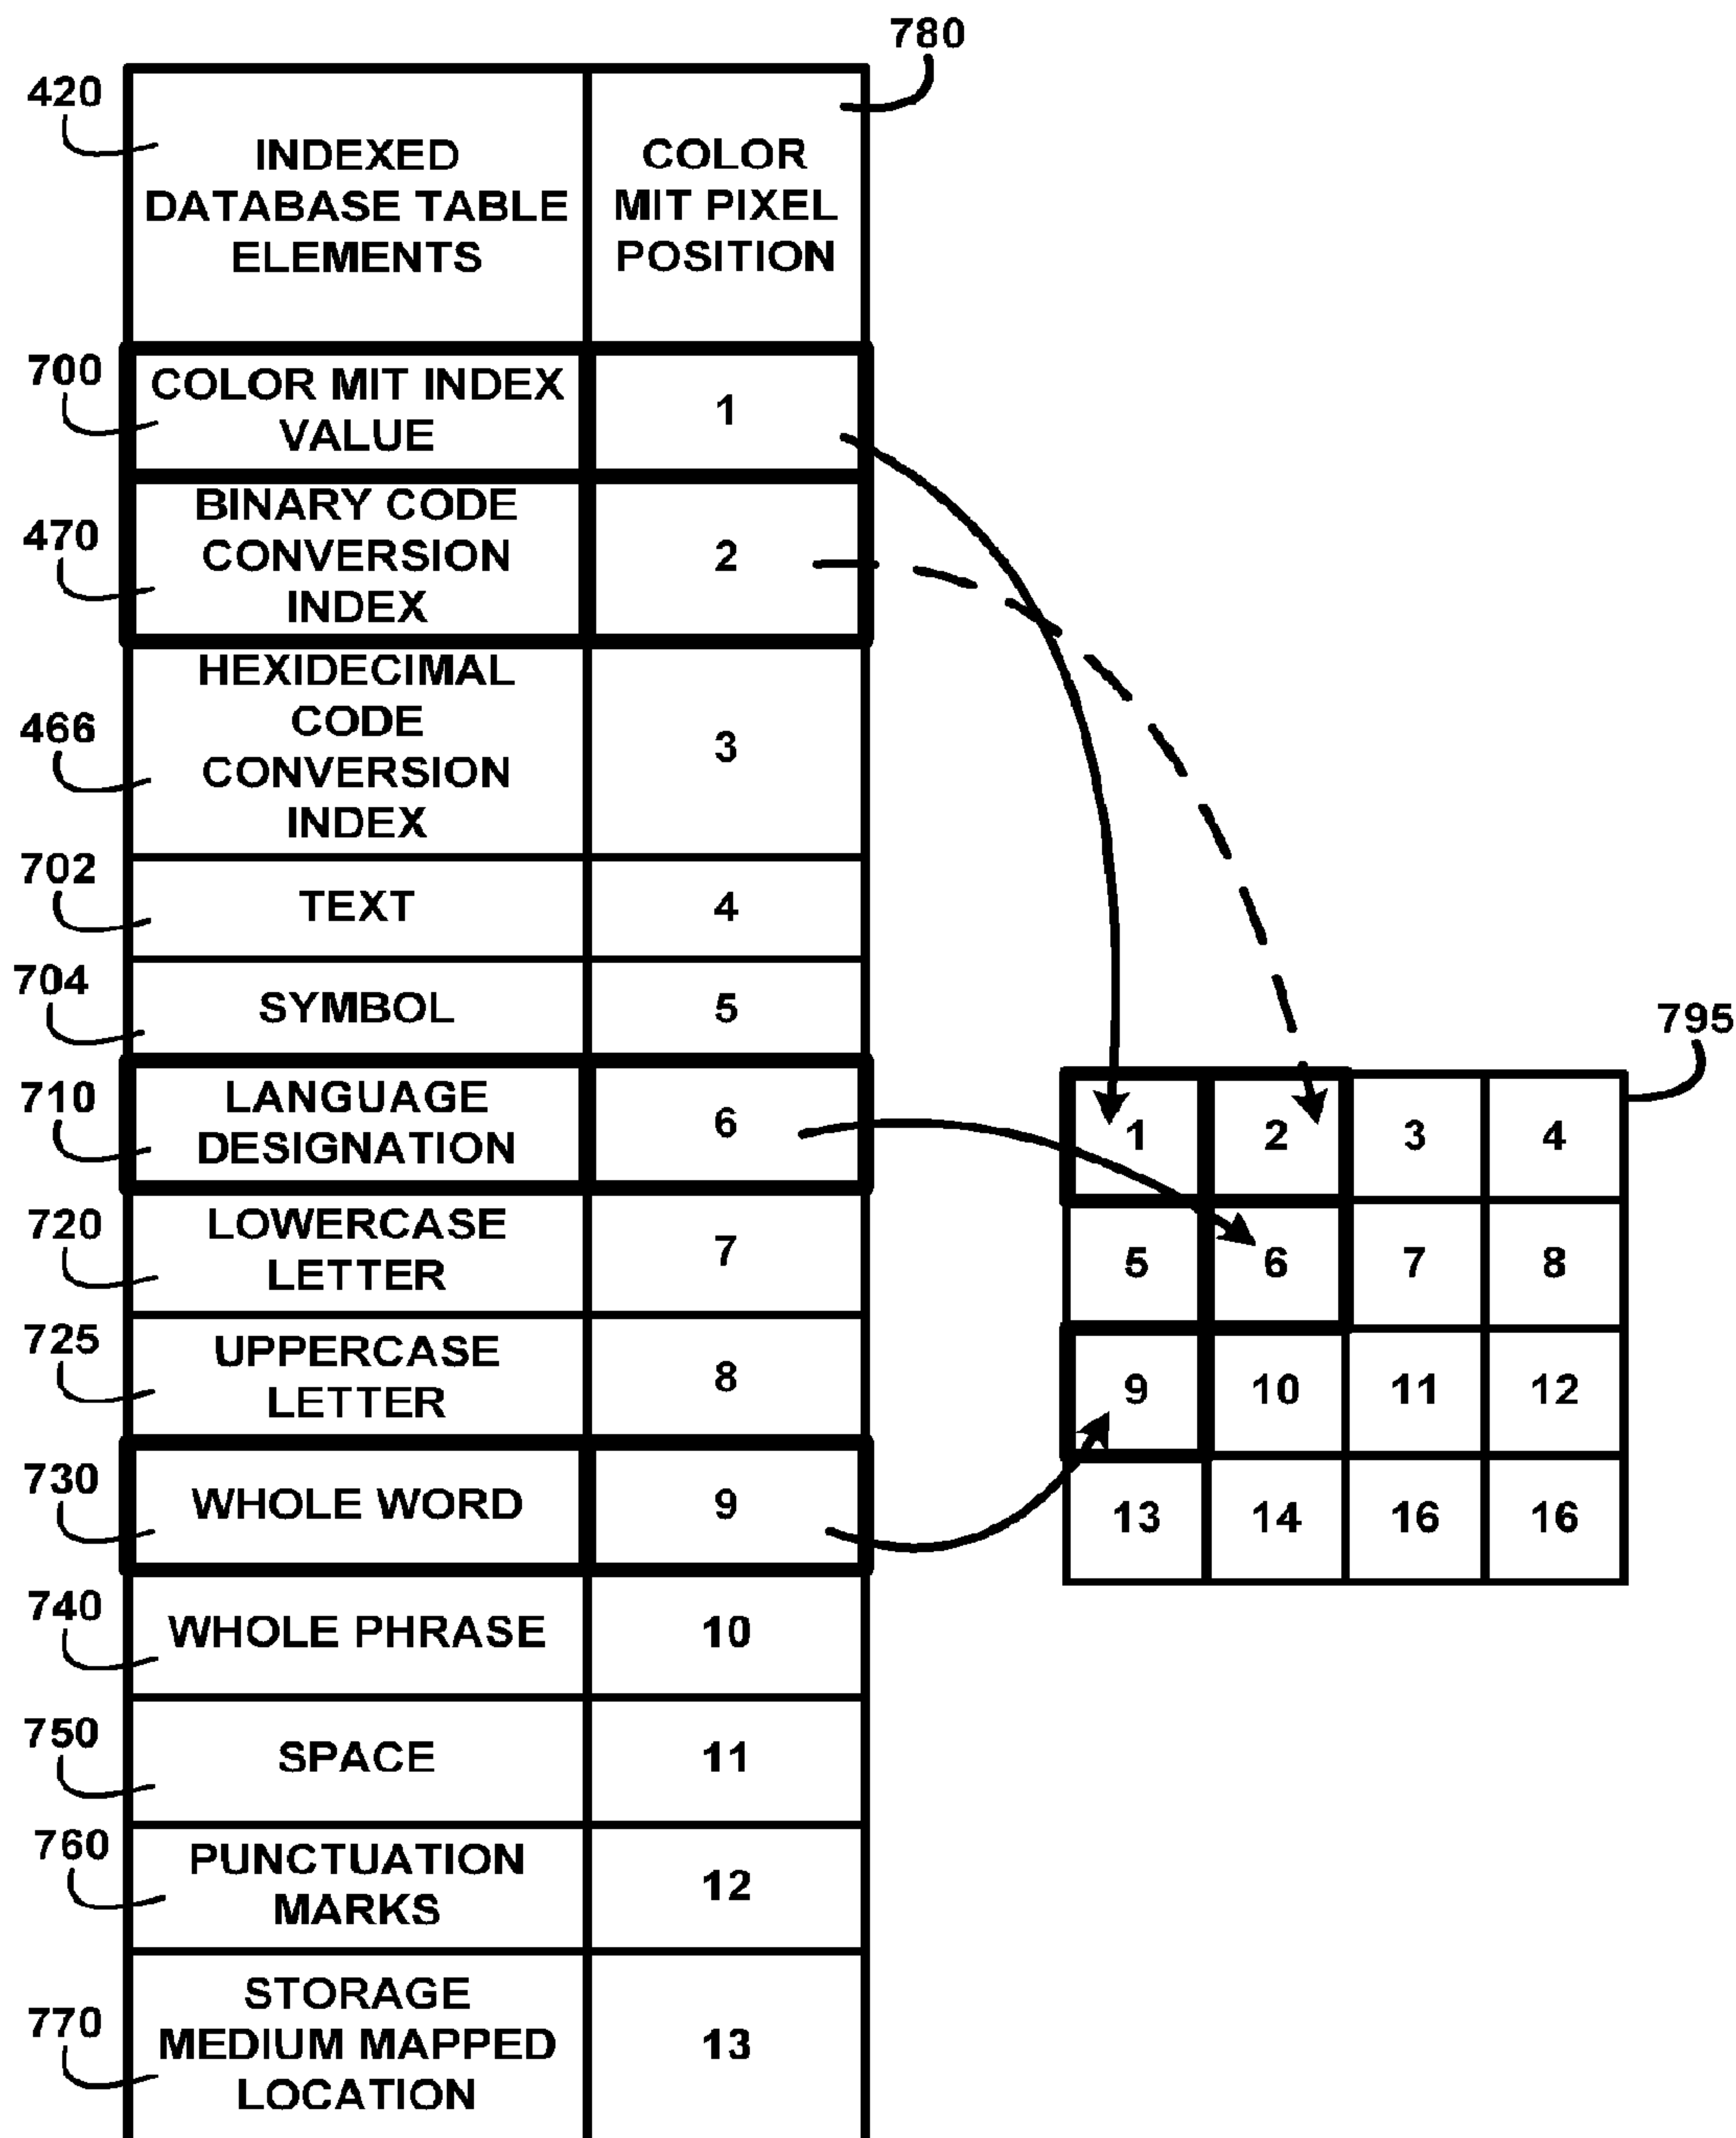 780
420
INDEXED
DATABASE TABLE
ELEMENTS
COLOR
MIT PIXEL
POSITION
700
COLOR MIT INDEX
VALUE
1
470
BINARY CODE
CONVERSION
INDEX
2
466
HEXIDECIMAL
CODE
CONVERSION
INDEX
3
702
TEXT
4
704
SYMBOL
5
710
LANGUAGE
DESIGNATION
6
720
LOWERCASE
LETTER
7
725
UPPERCASE
LETTER
8
730
WHOLE WORD
9
740
WHOLE PHRASE
10
750
SPACE
11
760
PUNCTUATION
MARKS
12
770
STORAGE
MEDIUM MAPPED
LOCATION
13
795
1 2 3 4
5 6 7 8
9 10 11 12
13 14 16 16